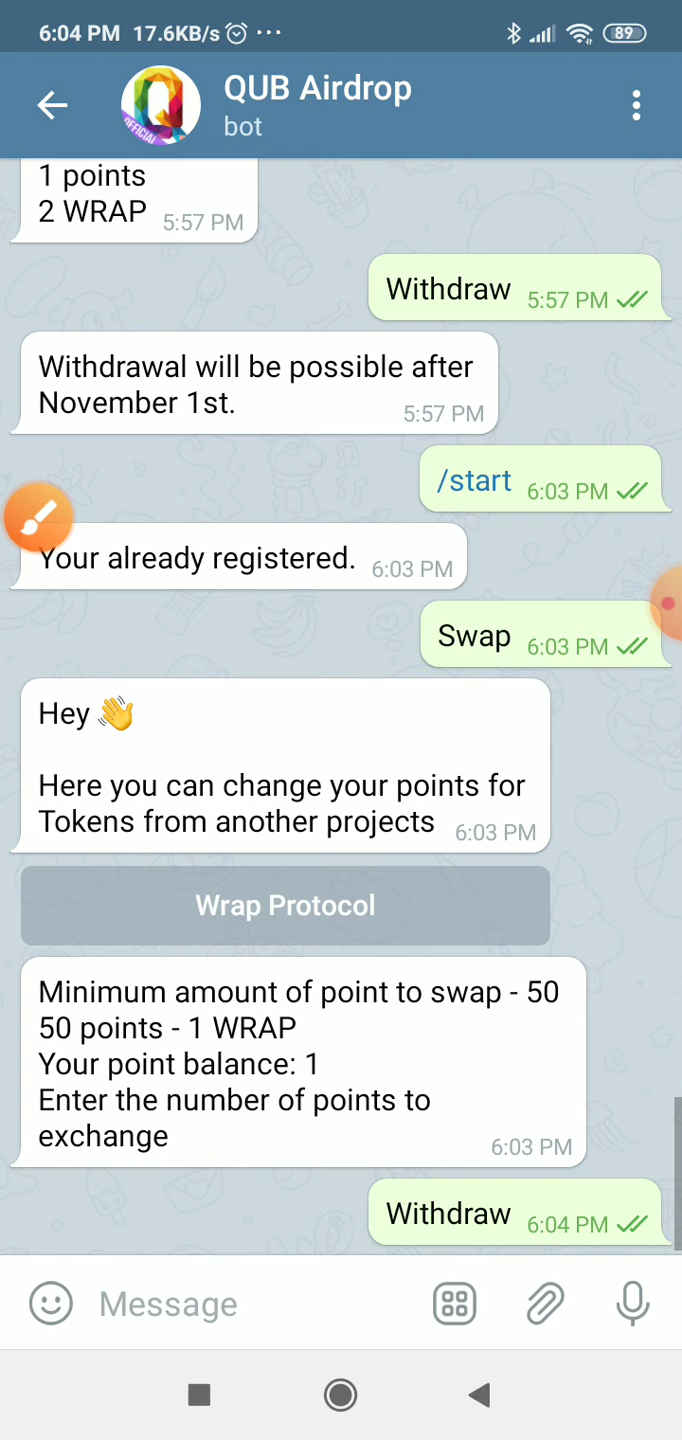 6:04 PM 17.6KB/s ... 89
QUB Airdrop
bot
OFFICIAL
1 points
2 WRAP 5:57 PM
Withdraw 5:57 PM
Withdrawal will be possible after
November 1st. 5:57 PM
/start 6:03 PM
Your already registered. 6:03 PM
Swap 6:03 PM
Hey 👋
Here you can change your points for
Tokens from another projects 6:03 PM
Wrap Protocol
Minimum amount of point to swap - 50
50 points - 1 WRAP
Your point balance: 1
Enter the number of points to
exchange 6:03 PM
Withdraw 6:04 PM
Message